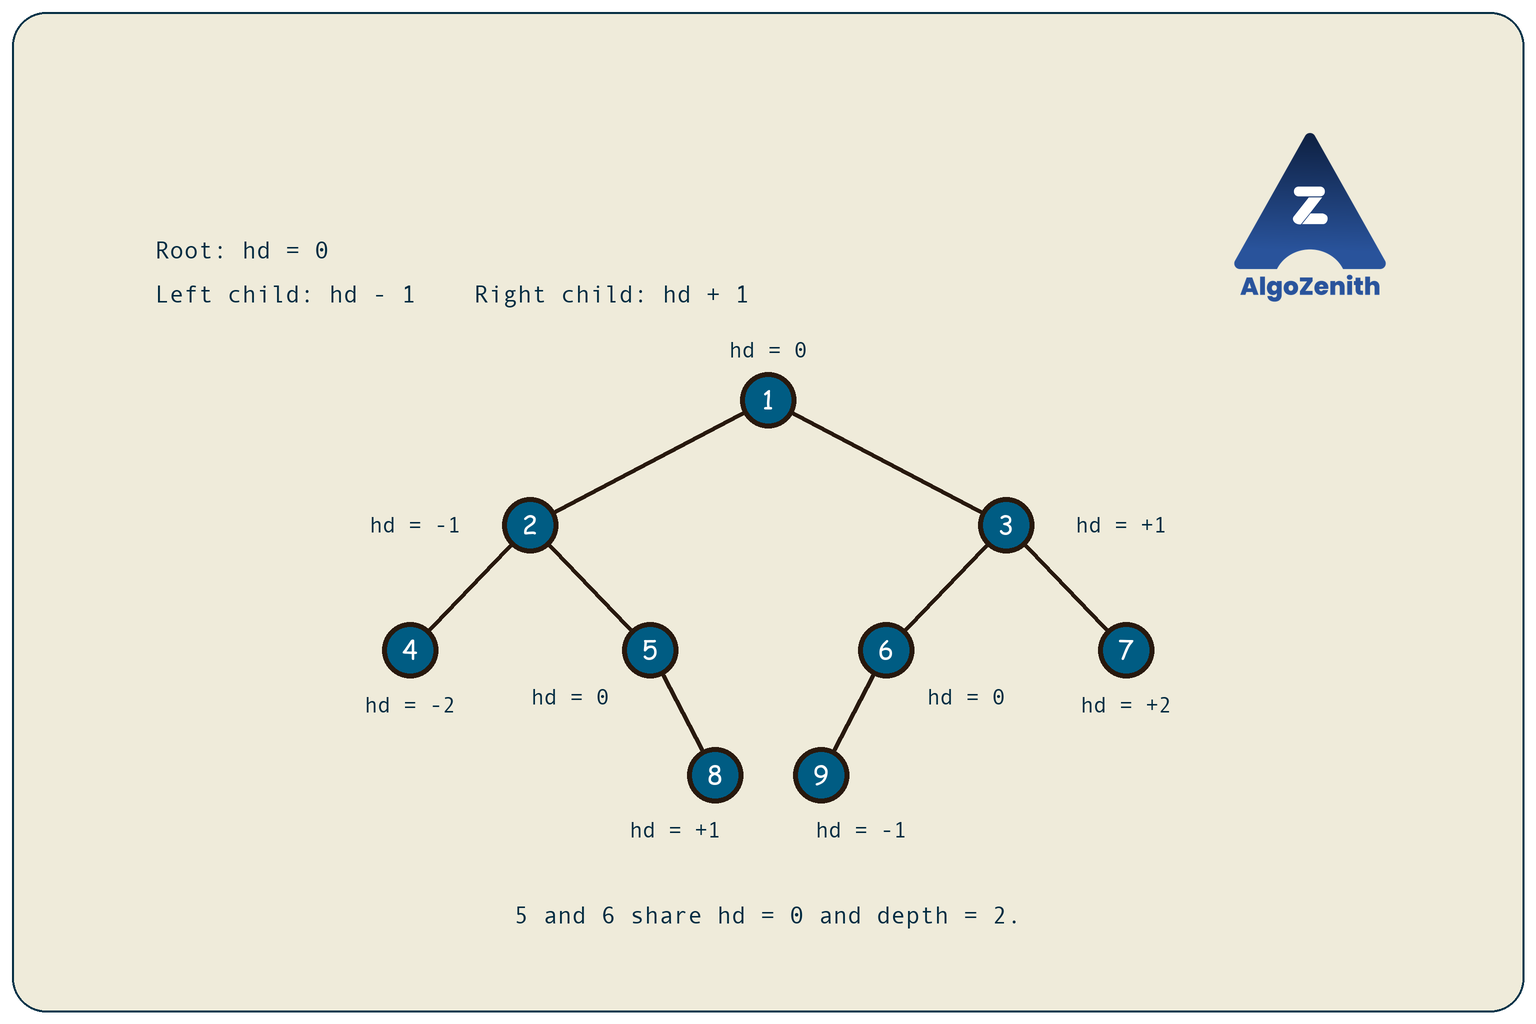 Z
AlgoZenith
Root: hd = 0
Left child: hd - 1    Right child: hd + 1
hd = 0
1
hd = -1 2 3 hd = +1
4 5 6 7
hd = -2 hd = 0 hd = 0 hd = +2
8 9
hd = +1 hd = -1
5 and 6 share hd = 0 and depth = 2.